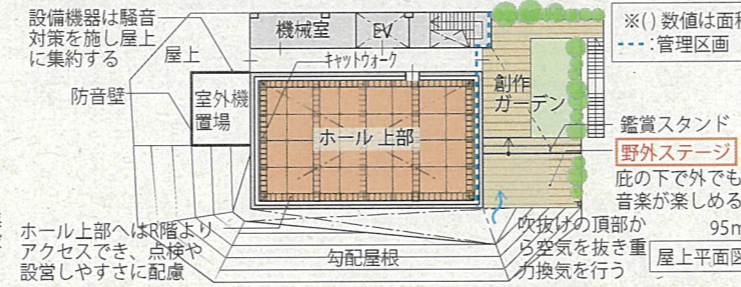 設備機器は騒音
対策を施し屋上
に集約する
屋上
防音壁
室外機
置場
機械室
EV
キャットウォーク
ホール 上部
創作
ガーデン
※( ) 数値は面
:管理区画
鑑賞スタンド
野外ステージ
庇の下で外でも
音楽が楽しめる
95m
ホール上部へはR階より
アクセスでき、点検や
設営しやすさに配慮
勾配屋根
吹抜けの頂部か
ら空気を抜き重
力換気を行う
屋上平面図